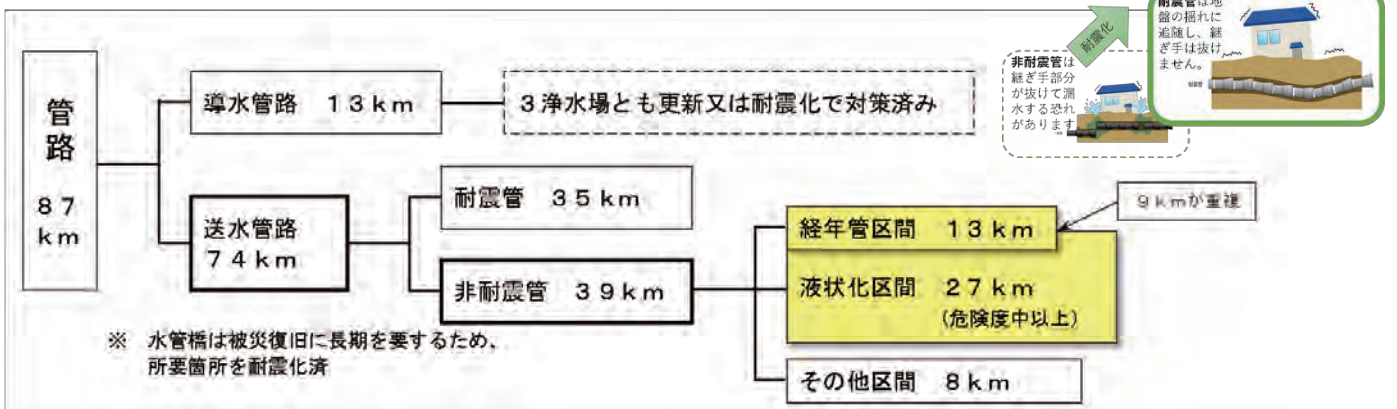 管路
87
km
導水管路 13km
3浄水場とも更新又は耐震化で対策済み
送水管路
74km
耐震管 35km
非耐震管 39km
経年管区間 13km
9kmが重複
液状化区間 27km
(危険度中以上)
その他区間 8km
※ 水管橋は被災復旧に長期を要するため、
所要箇所を耐震化済
非耐震管は
継ぎ手部分
が抜けて漏
水する恐れ
があります
耐震化
耐震管は地
盤の揺れに
追随し、継
ぎ手は抜け
ません。